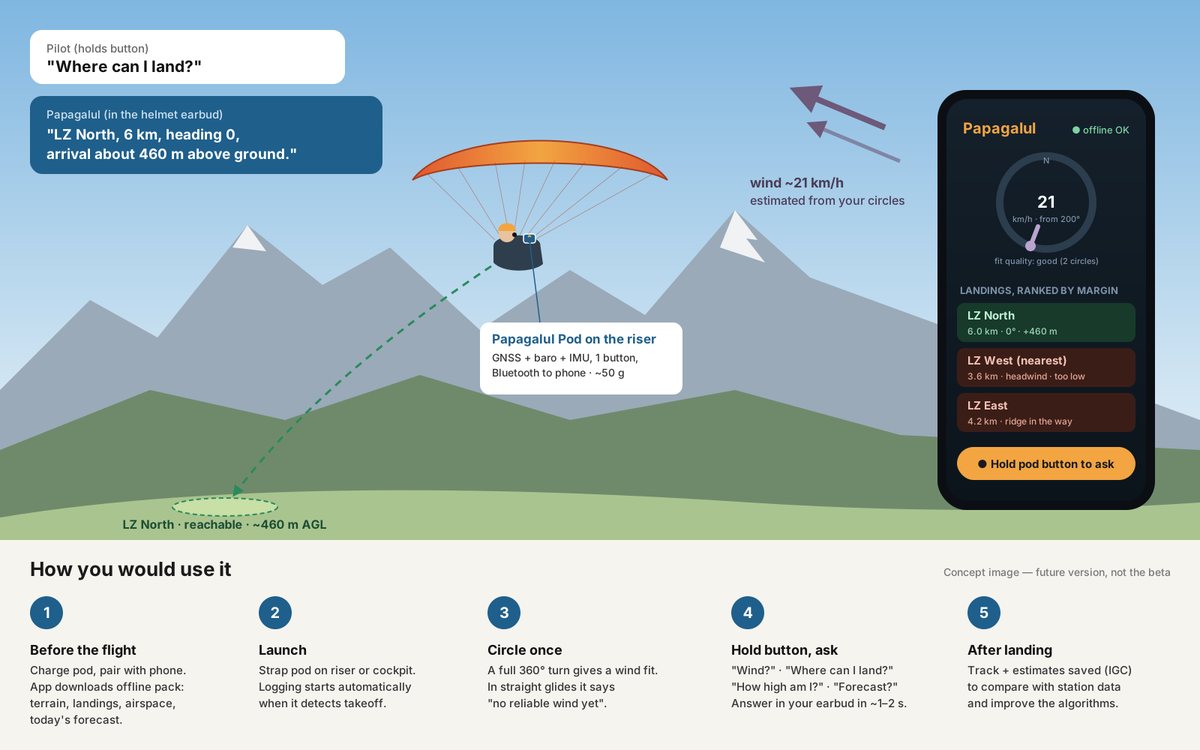 Pilot (holds button)
"Where can I land?"
Papagalul (in the helmet earbud)
"LZ North, 6 km, heading 0,
arrival about 460 m above ground."
wind ~21 km/h
estimated from your circles
Papagalul Pod on the riser
GNSS + baro + IMU, 1 button,
Bluetooth to phone · ~50 g
LZ North · reachable · ~460 m AGL
Papagalul
● offline OK
N
21
km/h · from 200°
fit quality: good (2 circles)
LANDINGS, RANKED BY MARGIN
LZ North
6.0 km · 0° · +460 m
LZ West (nearest)
3.6 km · headwind · too low
LZ East
4.2 km · ridge in the way
● Hold pod button to ask
How you would use it
Concept image — future version, not the beta
1
Before the flight
Charge pod, pair with phone.
App downloads offline pack:
terrain, landings, airspace,
today's forecast.
2
Launch
Strap pod on riser or cockpit.
Logging starts automatically
when it detects takeoff.
3
Circle once
A full 360° turn gives a wind fit.
In straight glides it says
"no reliable wind yet".
4
Hold button, ask
"Wind?" · "Where can I land?"
"How high am I?" · "Forecast?"
Answer in your earbud in ~1–2 s.
5
After landing
Track + estimates saved (IGC)
to compare with station data
and improve the algorithms.